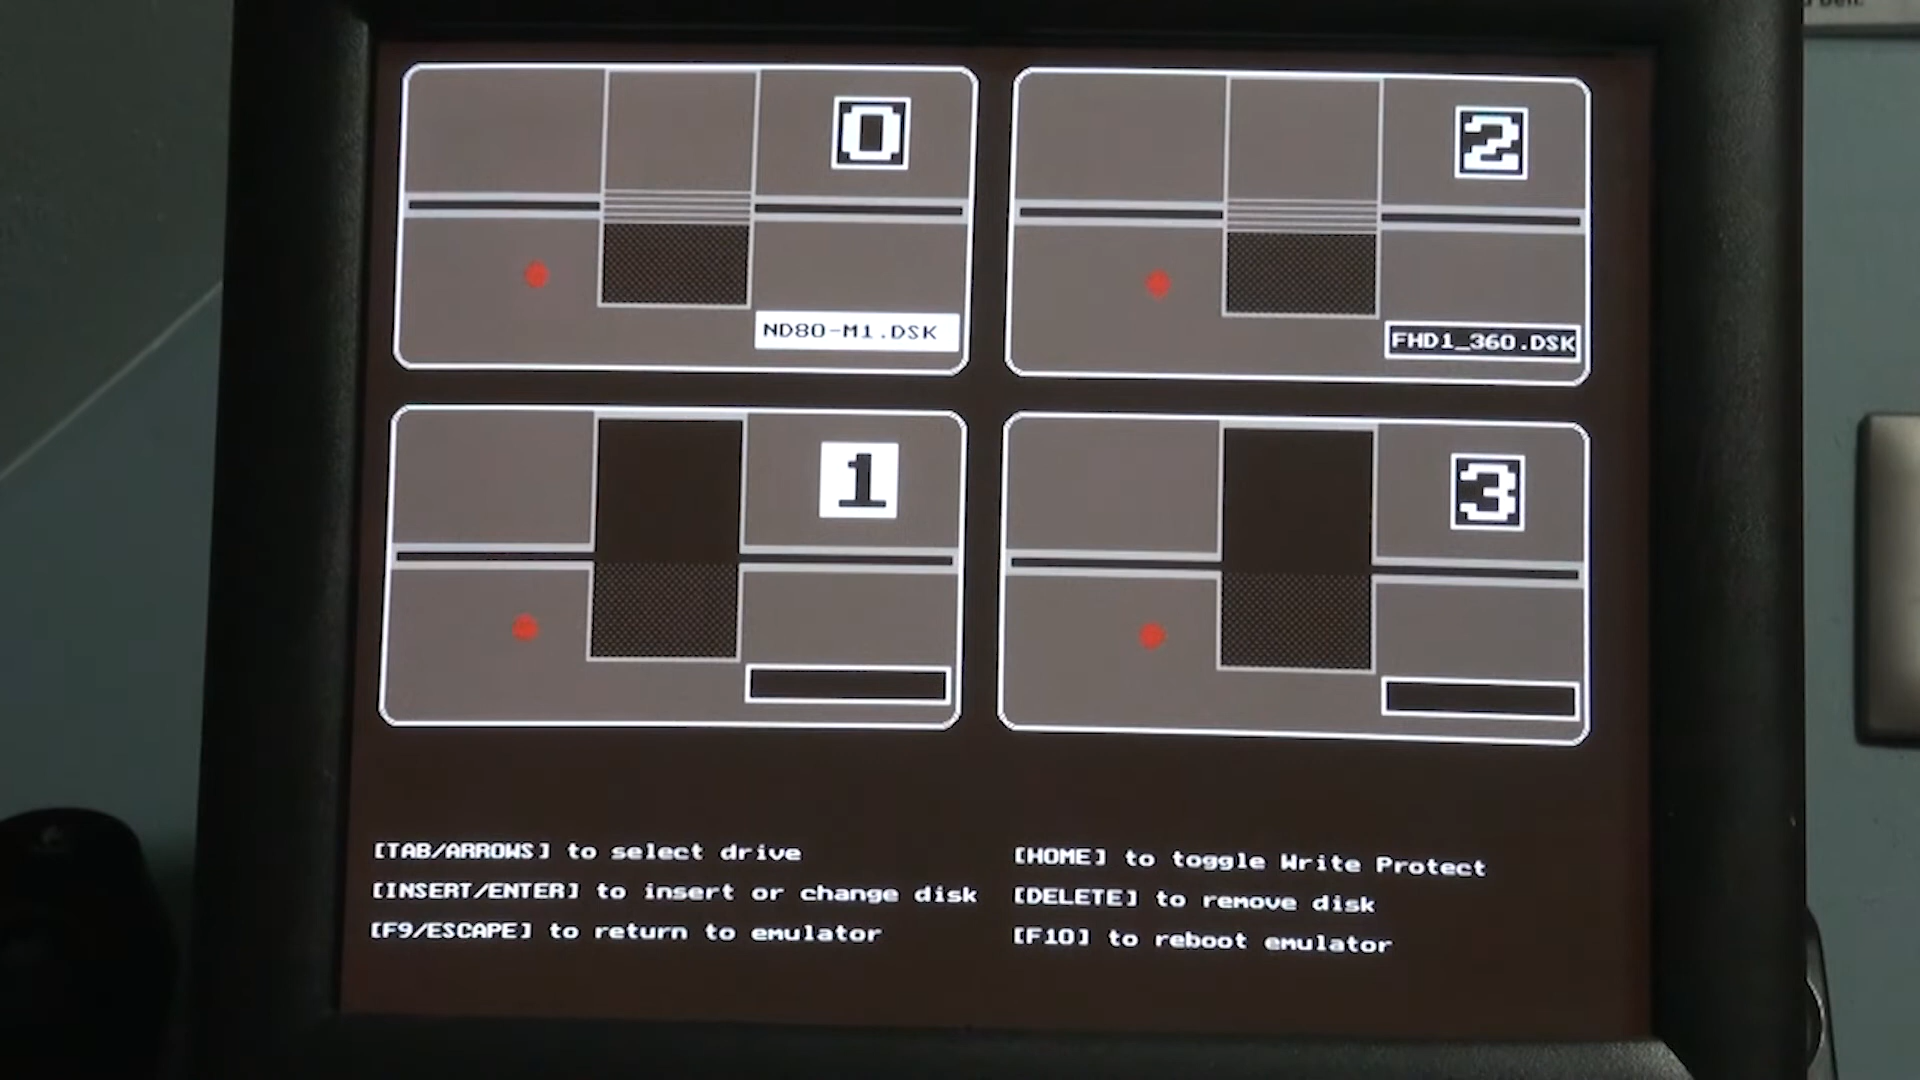 0
ND80-M1.DSK
2
FHD1_360.DSK
1
3
[TAB/ARROWS] to select drive
[INSERT/ENTER] to insert or change disk
[F9/ESCAPE] to return to emulator
[HOME] to toggle Write Protect
[DELETE] to remove disk
[F10] to reboot emulator